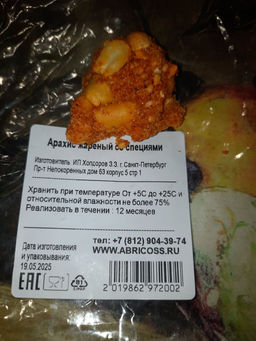 Арахис жареный со специями
Изготовитель ИП Холдоров З.З. г. Санкт-Петербург
Пр-т Непокоренных дом 63 корпус 5 стр 1
Хранить при температуре От +5С до +25С и
относительной влажности не более 75%
Реализовать в течении : 12 месяцев
Дата изготовления
и упаковывания:
19.05.2025
тел: +7 (812) 904-39-74
WWW.ABRICOSS.RU
EAC
81
2 019862 972002